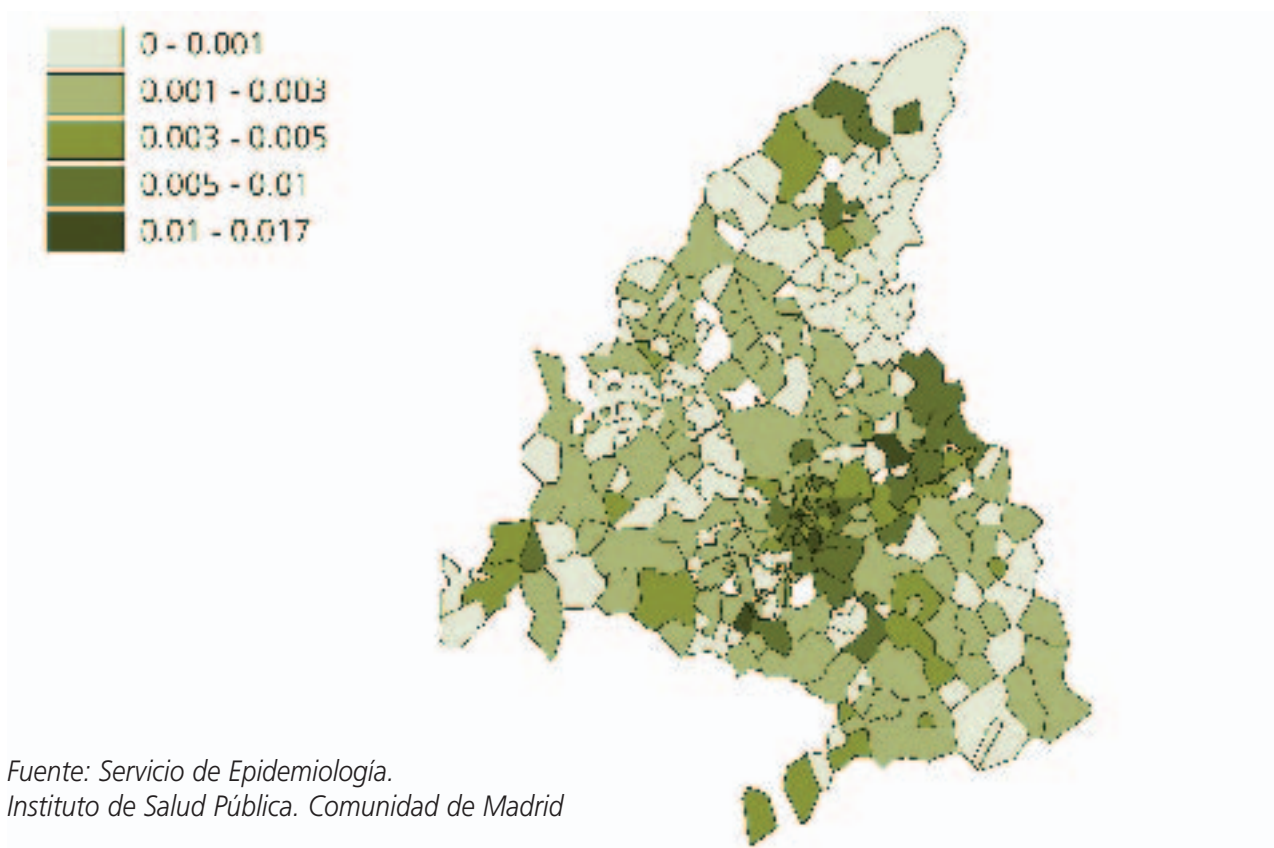 0 - 0.001
0.001 - 0.003
0.003 - 0.005
0.005 - 0.01
0.01 - 0.017
Fuente: Servicio de Epidemiología.
Instituto de Salud Pública. Comunidad de Madrid